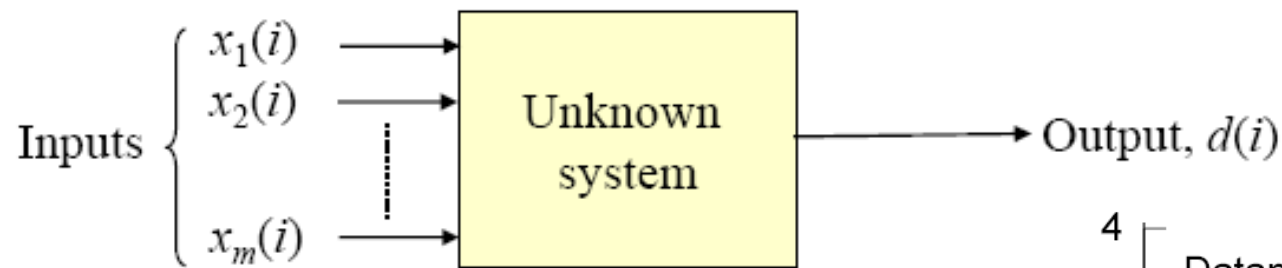 x₁(i)
x₂(i)
Inputs
xₘ(i)
Unknown
system
Output, d(i)
4